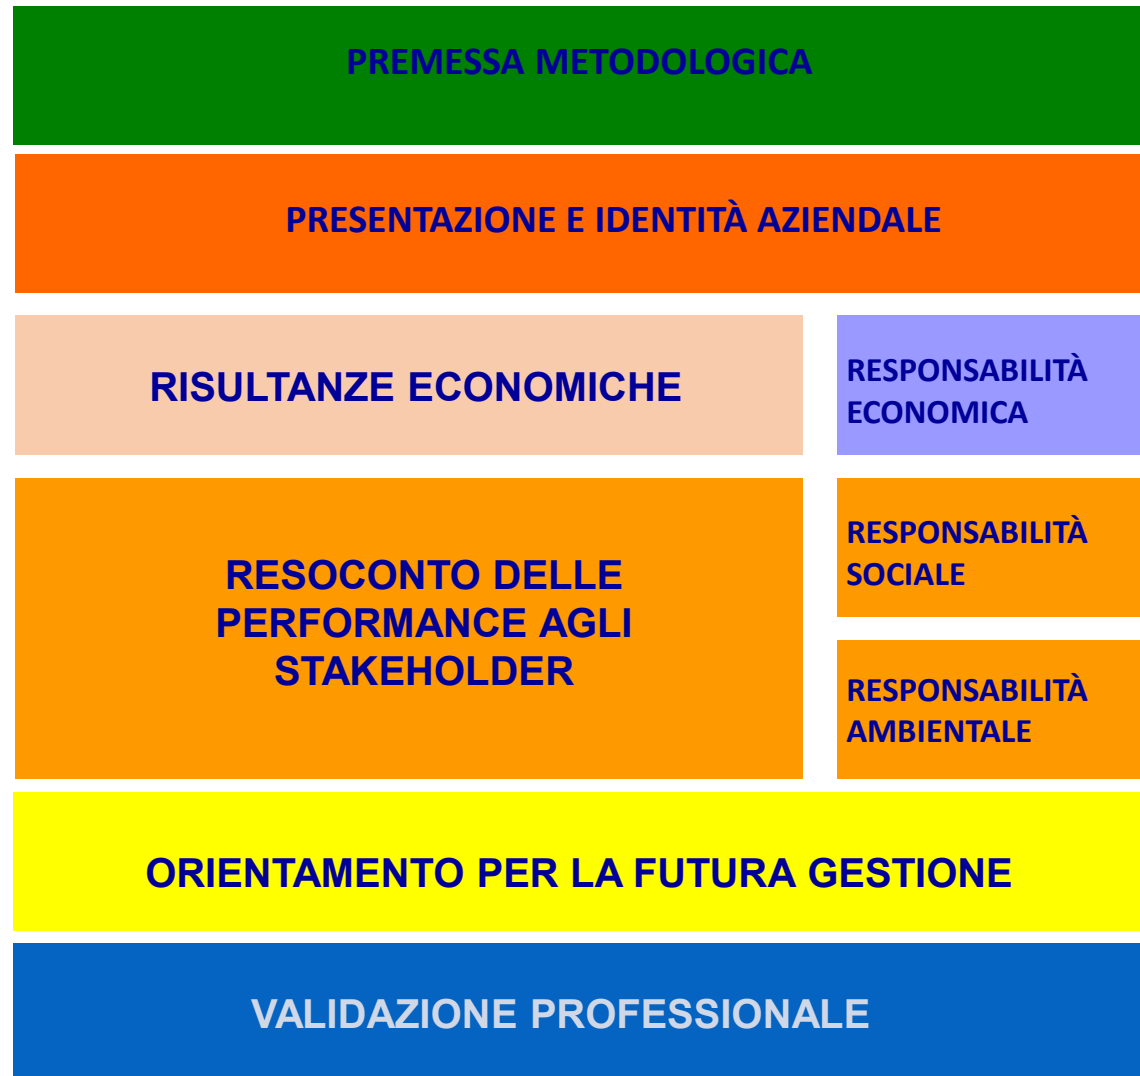 PREMESSA METODOLOGICA
PRESENTAZIONE E IDENTITÀ AZIENDALE
RISULTANZE ECONOMICHE
RESPONSABILITÀ
ECONOMICA
RESOCONTO DELLE
PERFORMANCE AGLI
STAKEHOLDER
RESPONSABILITÀ
SOCIALE
RESPONSABILITÀ
AMBIENTALE
ORIENTAMENTO PER LA FUTURA GESTIONE
VALIDAZIONE PROFESSIONALE